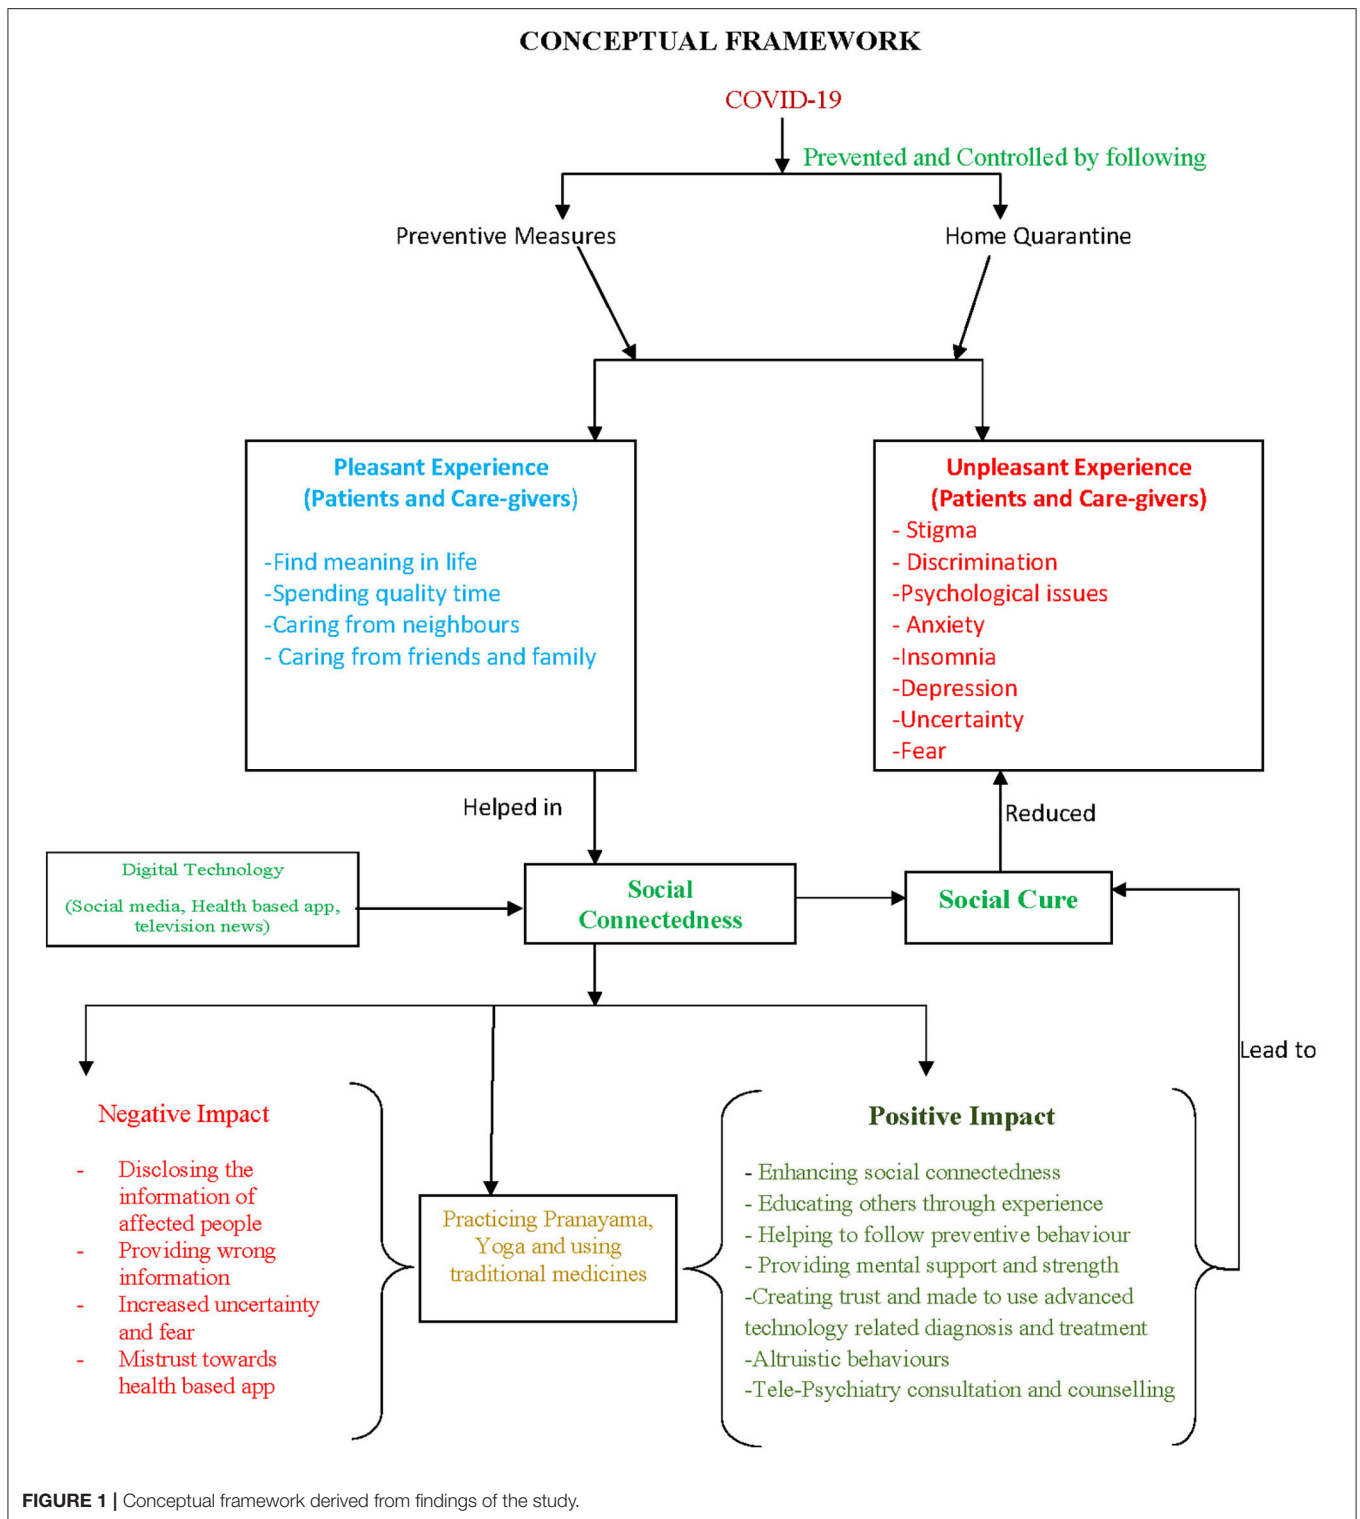 CONCEPTUAL FRAMEWORK
COVID-19
Prevented and Controlled by following
Preventive Measures
Home Quarantine
Pleasant Experience
(Patients and Care-givers)
-Find meaning in life
-Spending quality time
-Caring from neighbours
- Caring from friends and family
Unpleasant Experience
(Patients and Care-givers)
- Stigma
- Discrimination
-Psychological issues
- Anxiety
-Insomnia
-Depression
-Uncertainty
-Fear
Helped in
Reduced
Digital Technology
(Social media, Health based app,
television news)
Social
Connectedness
Social Cure
Lead to
Negative Impact
- Disclosing the
information of
affected people
- Providing wrong
information
- Increased uncertainty
and fear
- Mistrust towards
health based app
Practicing Pranayama,
Yoga and using
traditional medicines
Positive Impact
- Enhancing social connectedness
- Educating others through experience
- Helping to follow preventive behaviour
- Providing mental support and strength
-Creating trust and made to use advanced
technology related diagnosis and treatment
-Altruistic behaviours
-Tele-Psychiatry consultation and counselling
FIGURE 1 | Conceptual framework derived from findings of the study.